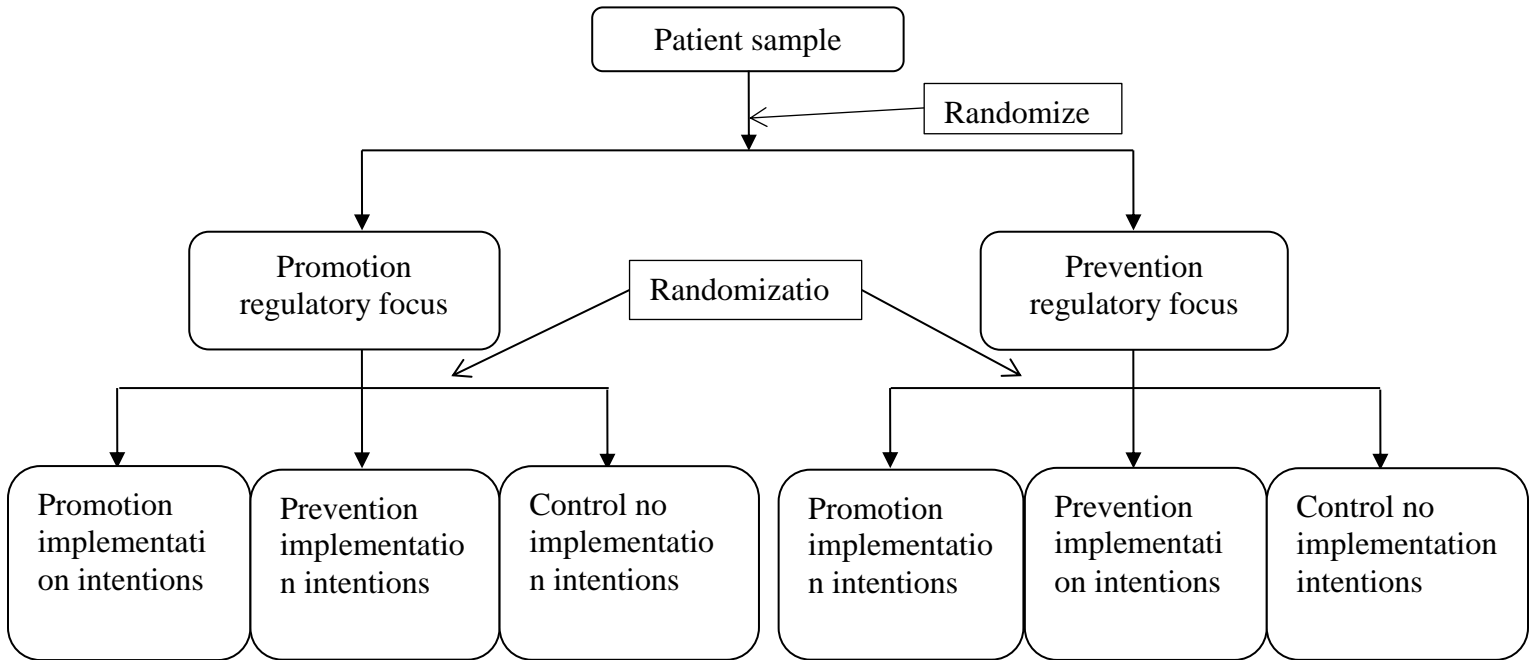 Patient sample
Randomize
Promotion
regulatory focus
Randomizatio
Prevention
regulatory focus
Promotion
implementati
on intentions
Prevention
implementatio
n intentions
Control no
implementatio
n intentions
Promotion
implementatio
n intentions
Prevention
implementati
on intentions
Control no
implementation
intentions